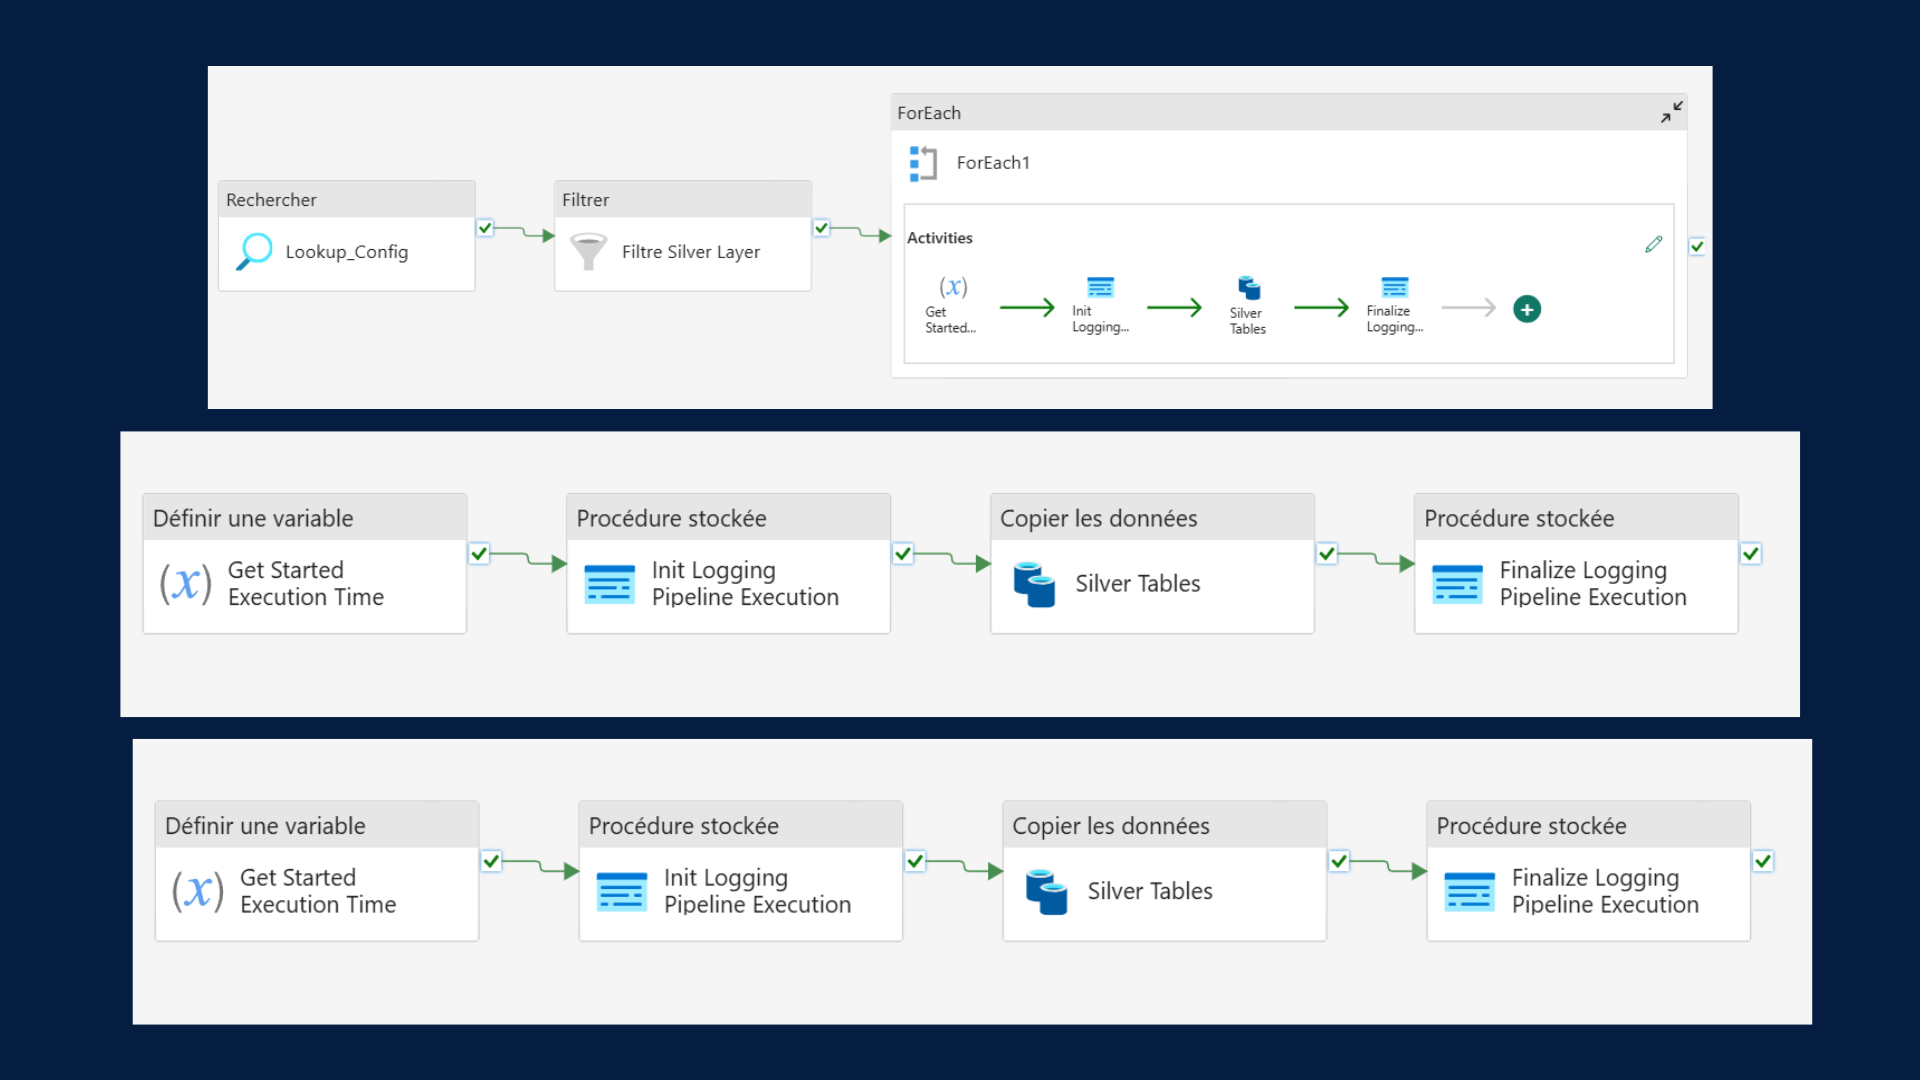 ForEach
ForEach1
Rechercher
Lookup_Config
Filtrer
Filtre Silver Layer
Activities
(x)
Get
Started...
Init
Logging...
Silver
Tables
Finalize
Logging...
Définir une variable
(x)
Get Started
Execution Time
Procédure stockée
Init Logging
Pipeline Execution
Copier les données
Silver Tables
Procédure stockée
Finalize Logging
Pipeline Execution
Définir une variable
(x)
Get Started
Execution Time
Procédure stockée
Init Logging
Pipeline Execution
Copier les données
Silver Tables
Procédure stockée
Finalize Logging
Pipeline Execution